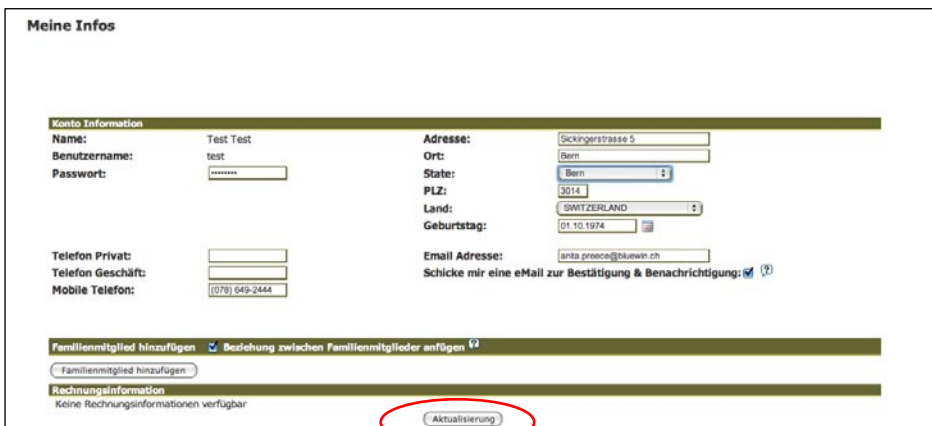 Meine Infos
Konto Information
Name: Test Test Adresse: Sickingerstrasse 5
Benutzername: test Ort: Bern
Passwort: •••••••• State: Bern
PLZ: 3014
Land: SWITZERLAND
Geburtstag: 01.10.1974
Telefon Privat: Email Adresse: anita.preece@bluewin.ch
Telefon Geschäft: Schicke mir eine eMail zur Bestätigung & Benachrichtigung: ?
Mobile Telefon: (078) 649-2444
Familienmitglied hinzufügen Beziehung zwischen Familienmitglieder anfügen ?
Familienmitglied hinzufügen
Rechnungsinformation
Keine Rechnungsinformationen verfügbar
Aktualisierung